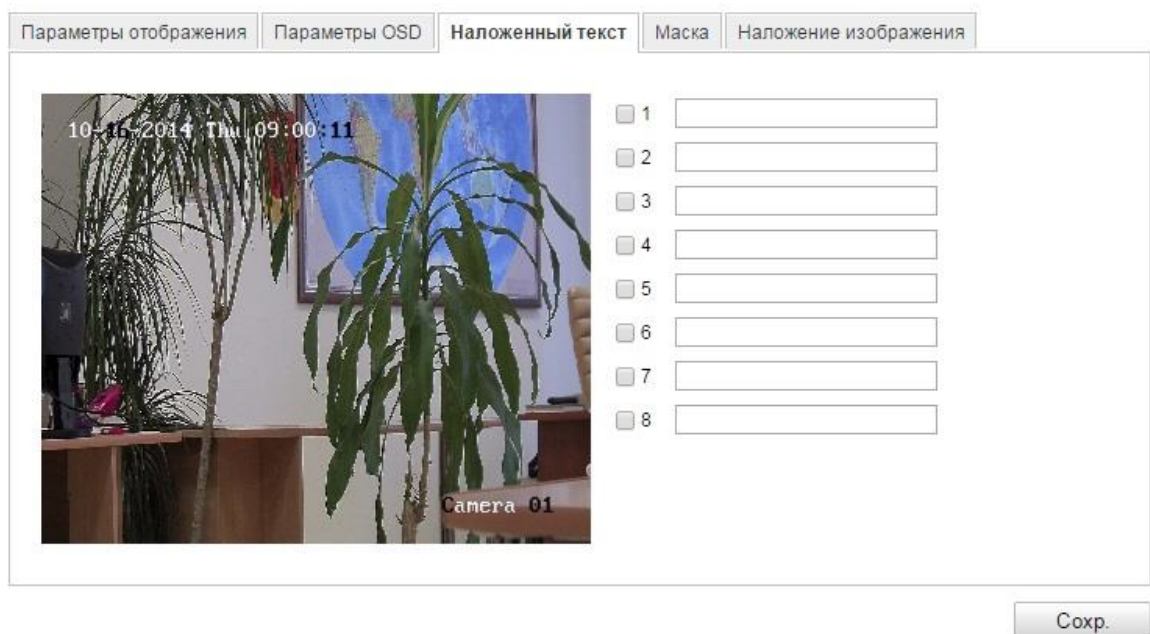 Параметры отображения Параметры OSD Наложенный текст Маска Наложение изображения
10-16-2014 Thu 09:00:11
1
2
3
4
5
6
7
8
Camera 01
Сохр.